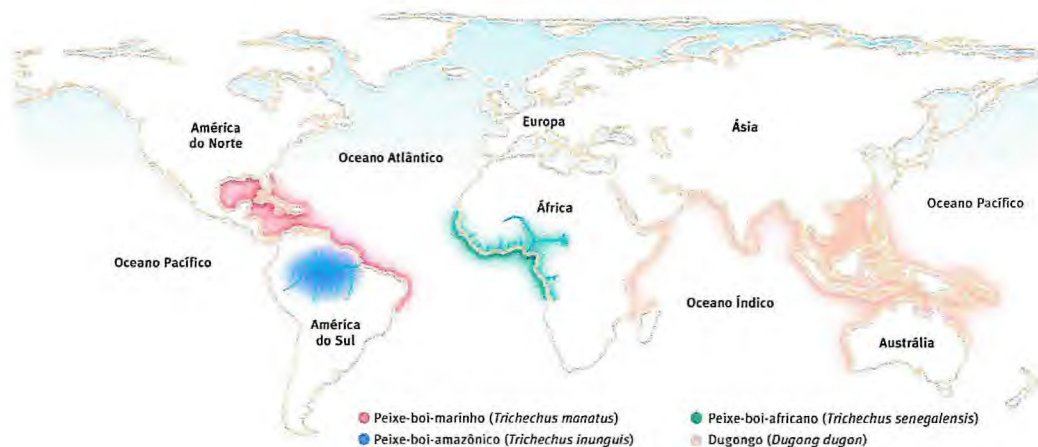 Europa
Ásia
América
do Norte
Oceano Atlântico
África
Oceano Pacífico
Oceano Pacífico
Oceano Índico
América
do Sul
Austrália
Peixe-boi-marinho (Trichechus manatus)
Peixe-boi-africano (Trichechus senegalensis)
Peixe-boi-amazônico (Trichechus inunguis)
Dugongo (Dugong dugon)